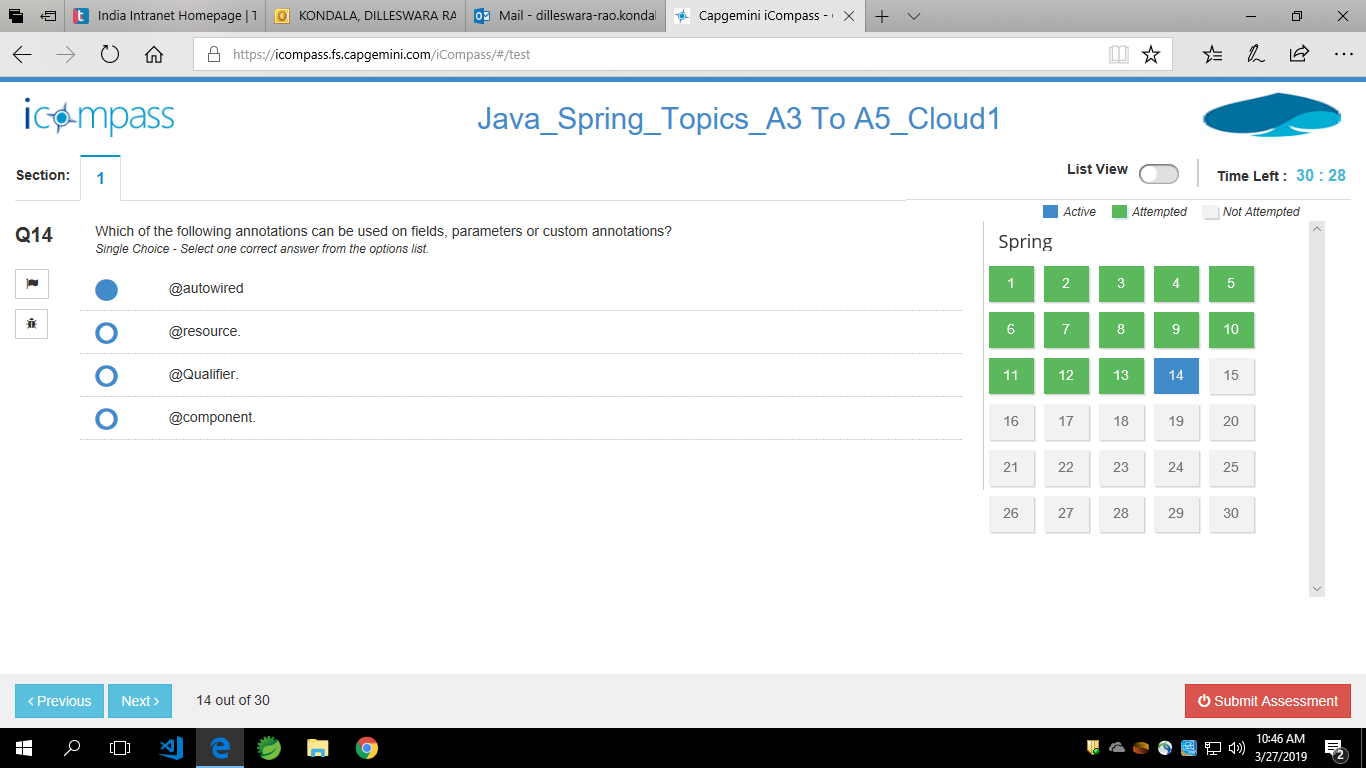 India Intranet Homepage | T
KONDALA, DILLESWARA RA
Mail - dilleswara-rao.kondal
Capgemini iCompass -
https://icompass.fs.capgemini.com/iCompass/#/test
icompass
Java_Spring_Topics_A3 To A5_Cloud1
Section:
1
List View
Time Left : 30 : 28
Active
Attempted
Not Attempted
Q14
Which of the following annotations can be used on fields, parameters or custom annotations?
Single Choice - Select one correct answer from the options list.
@autowired
@resource.
@Qualifier.
@component.
Spring
1 2 3 4 5
6 7 8 9 10
11 12 13 14 15
16 17 18 19 20
21 22 23 24 25
26 27 28 29 30
‹ Previous
Next ›
14 out of 30
Submit Assessment
10:46 AM
3/27/2019
2